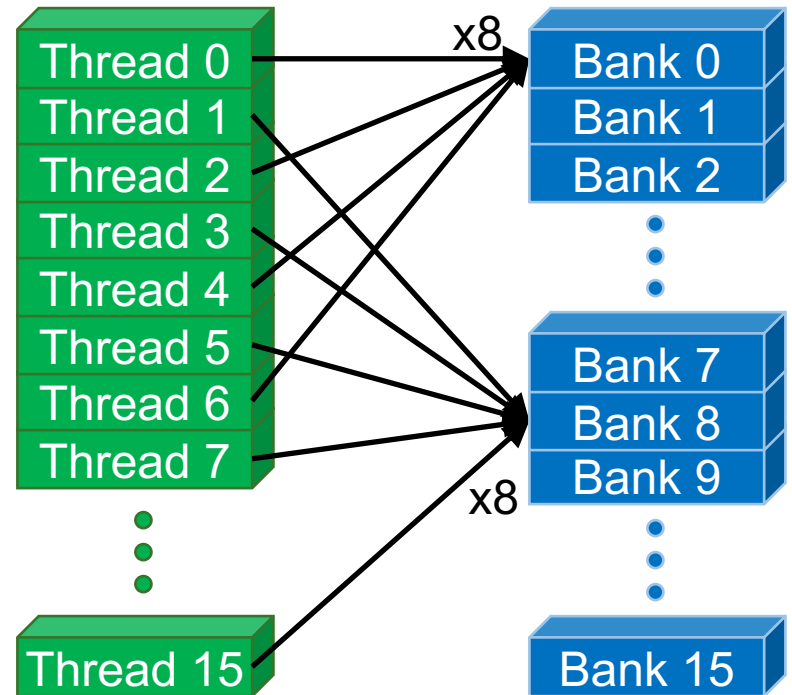 x8
Thread 0
Thread 1
Thread 2
Thread 3
Thread 4
Thread 5
Thread 6
Thread 7
Thread 15
Bank 0
Bank 1
Bank 2
Bank 7
Bank 8
Bank 9
x8
Bank 15